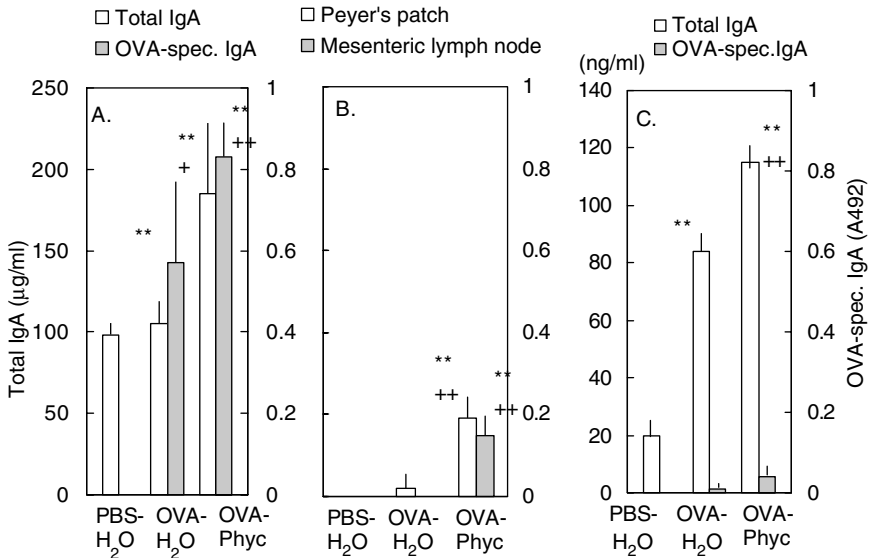 Total IgA
OVA-spec. IgA
Peyer's patch
Mesenteric lymph node
Total IgA
OVA-spec.IgA
Total IgA (μg/ml)
250
200
150
100
50
0
A.
**
**
+
**
++
1
0.8
0.6
0.4
0.2
0
PBS-H2O
OVA-H2O
OVA-Phyc
B.
**
++
**
++
1
0.8
0.6
0.4
0.2
0
PBS-H2O
OVA-H2O
OVA-Phyc
(ng/ml)
140
120
100
80
60
40
20
0
C.
**
**
++
1
0.8
0.6
0.4
0.2
0
OVA-spec. IgA (A492)
PBS-H2O
OVA-H2O
OVA-Phyc